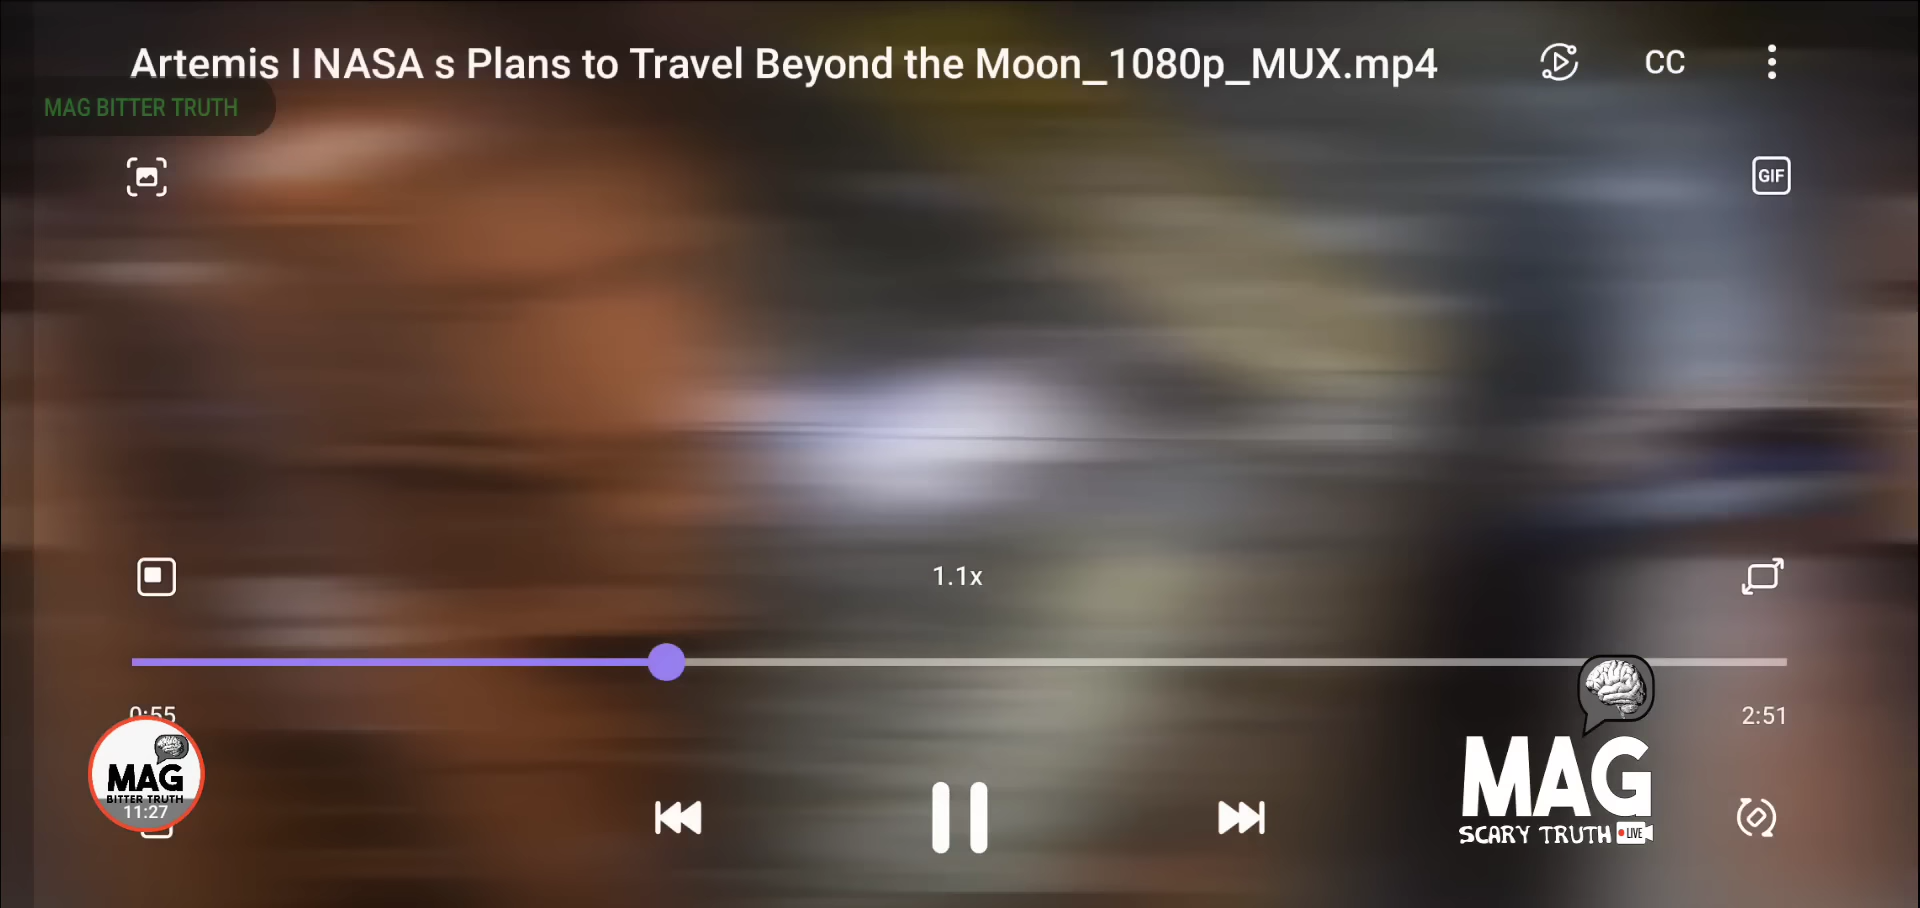 Artemis I NASA s Plans to Travel Beyond the Moon_1080p_MUX.mp4
CC
MAG BITTER TRUTH
GIF
1.1x
0:55
2:51
MAG
BITTER TRUTH
11:27
MAG
SCARY TRUTH LIVE